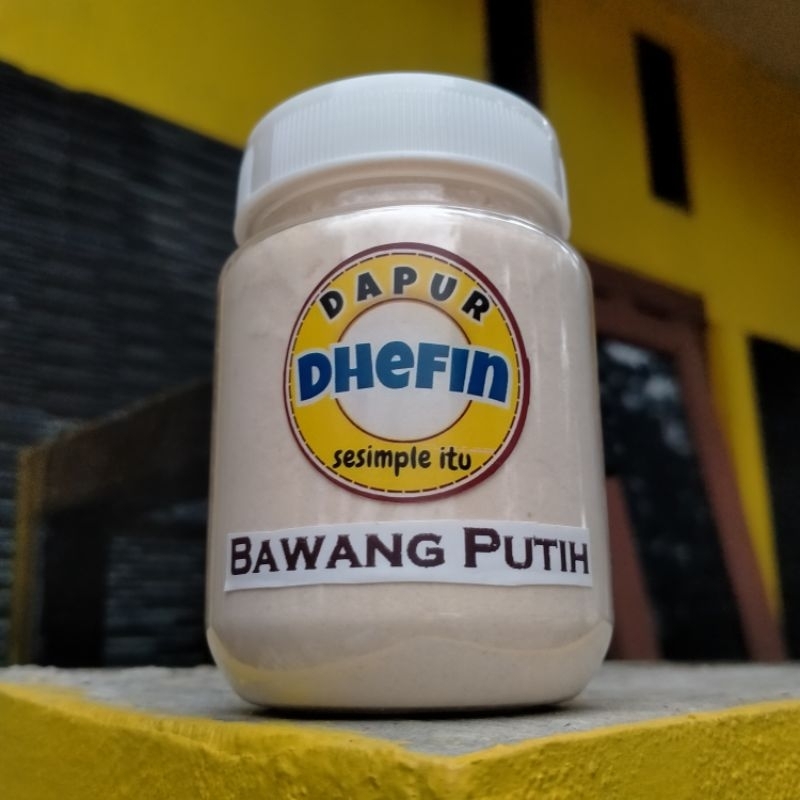 DAPUR
DHeFIn
sesimple itu
BAWANG PUTIH